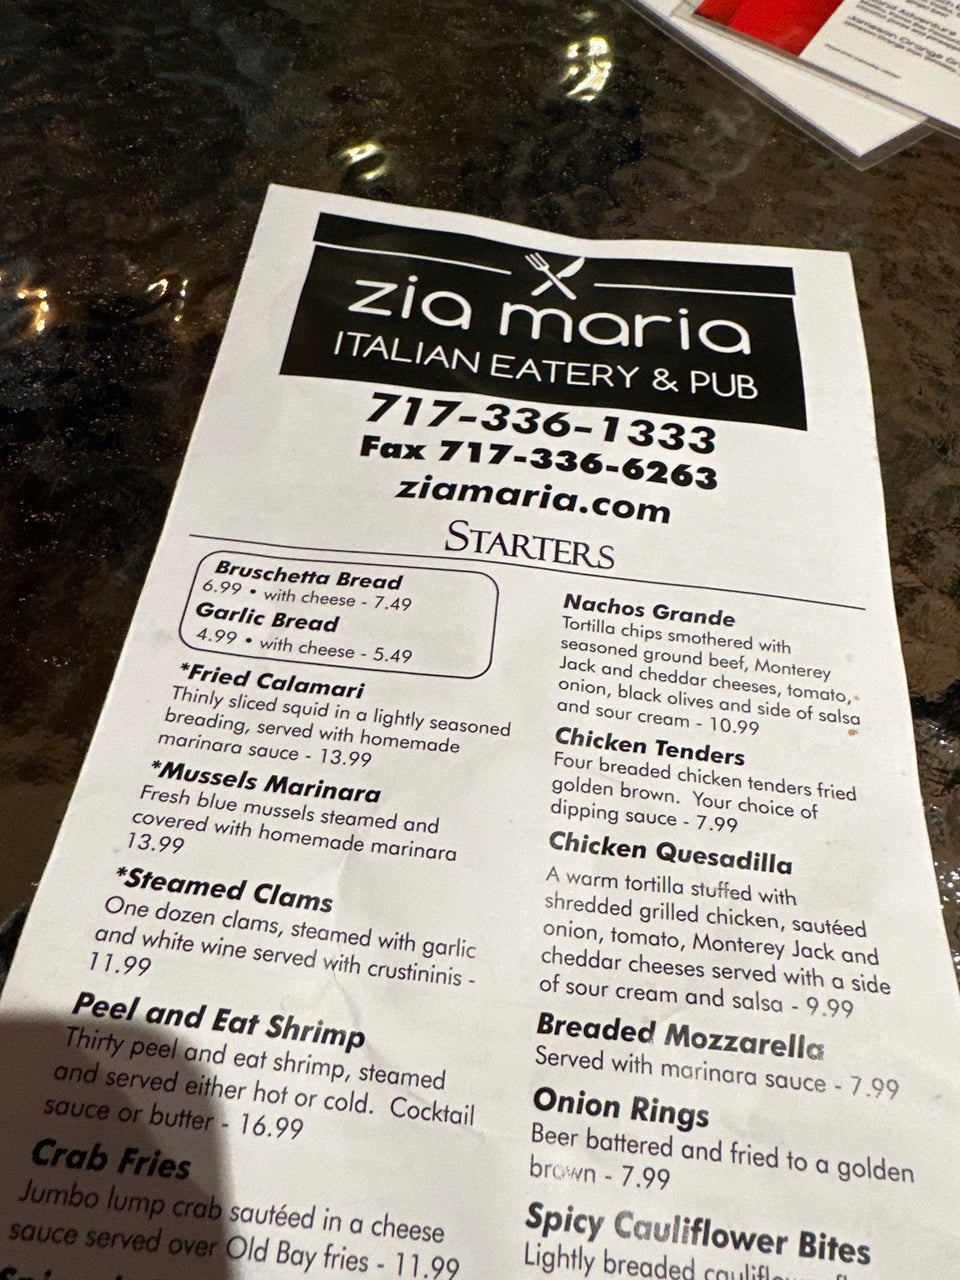 zia maria
ITALIAN EATERY & PUB
717-336-1333
Fax 717-336-6263
ziamaria.com
STARTERS
Bruschetta Bread
6.99 • with cheese - 7.49
Garlic Bread
4.99 • with cheese - 5.49
*Fried Calamari
Thinly sliced squid in a lightly seasoned
breading, served with homemade
marinara sauce - 13.99
*Mussels Marinara
Fresh blue mussels steamed and
covered with homemade marinara
13.99
*Steamed Clams
One dozen clams, steamed with garlic
and white wine served with crustininis -
11.99
Peel and Eat Shrimp
Thirty peel and eat shrimp, steamed
and served either hot or cold. Cocktail
sauce or butter - 16.99
Crab Fries
Jumbo lump crab sautéed in a cheese
sauce served over Old Bay fries - 11.99
Nachos Grande
Tortilla chips smothered with
seasoned ground beef, Monterey
Jack and cheddar cheeses, tomato,
onion, black olives and side of salsa
and sour cream - 10.99
Chicken Tenders
Four breaded chicken tenders fried
golden brown. Your choice of
dipping sauce - 7.99
Chicken Quesadilla
A warm tortilla stuffed with
shredded grilled chicken, sautéed
onion, tomato, Monterey Jack and
cheddar cheeses served with a side
of sour cream and salsa - 9.99
Breaded Mozzarella
Served with marinara sauce - 7.99
Onion Rings
Beer battered and fried to a golden
brown - 7.99
Spicy Cauliflower Bites
Lightly breaded